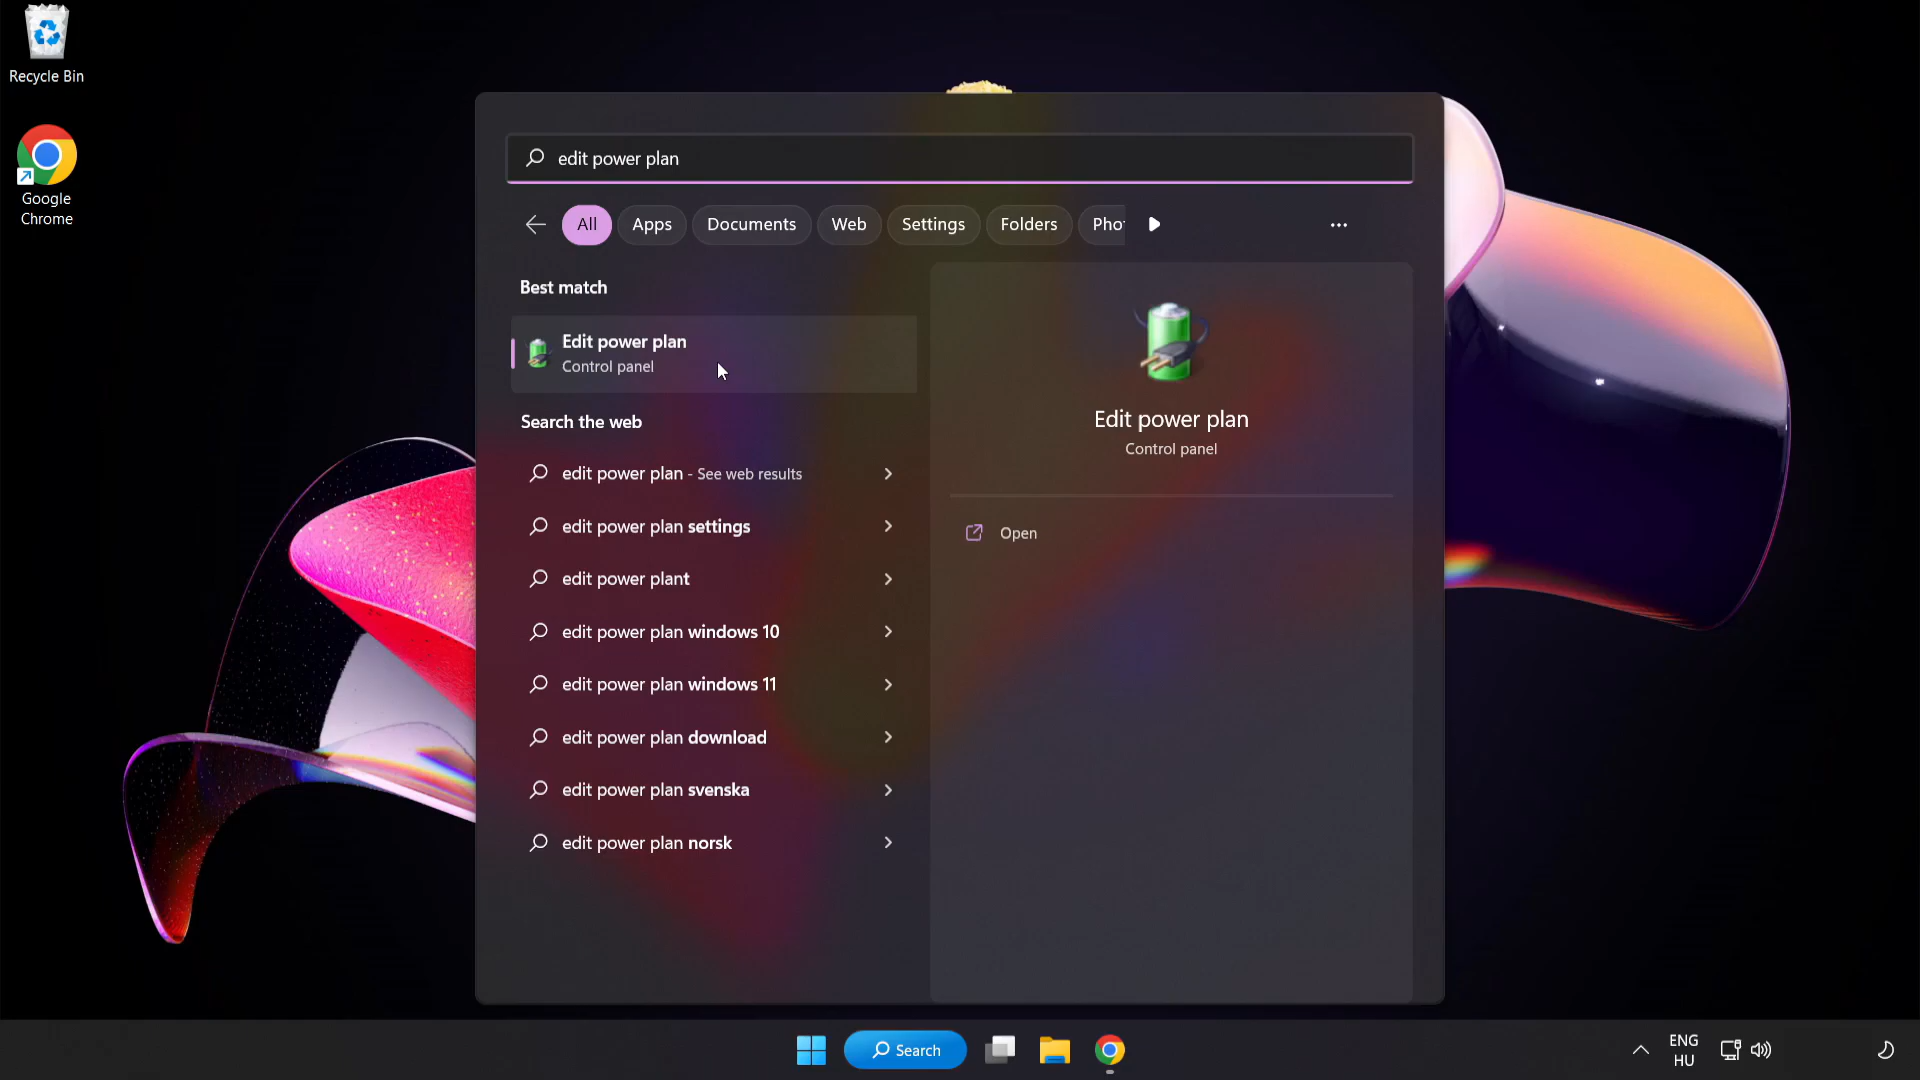 Recycle Bin
Google
Chrome
edit power plan
All Apps Documents Web Settings Folders Pho
Best match
Edit power plan
Control panel
Search the web
edit power plan - See web results
edit power plan settings
edit power plant
edit power plan windows 10
edit power plan windows 11
edit power plan download
edit power plan svenska
edit power plan norsk
Edit power plan
Control panel
Open
Search
ENG
HU